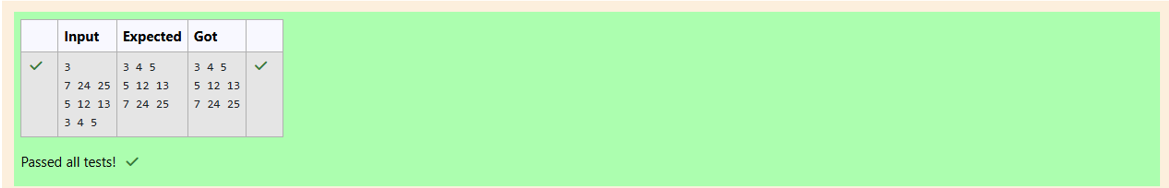 Input Expected Got
3 3 4 5 3 4 5
7 24 25 5 12 13 5 12 13
5 12 13 7 24 25 7 24 25
3 4 5
Passed all tests!